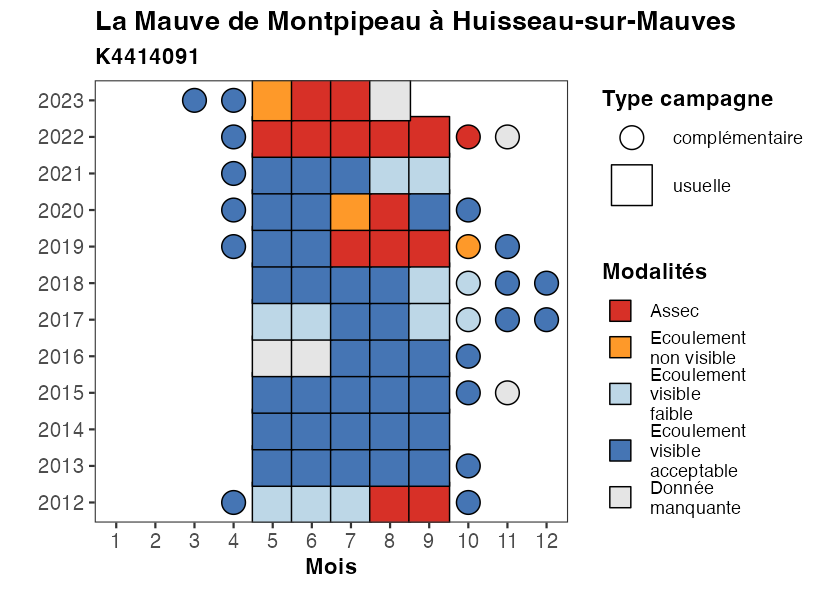 La Mauve de Montpipeau à Huisseau-sur-Mauves
K4414091
2023
2022
2021
2020
2019
2018
2017
2016
2015
2014
2013
2012
1 2 3 4 5 6 7 8 9 10 11 12
Mois
Type campagne
complémentaire
usuelle
Modalités
Assec
Ecoulement
non visible
Ecoulement
visible
faible
Ecoulement
visible
acceptable
Donnée
manquante